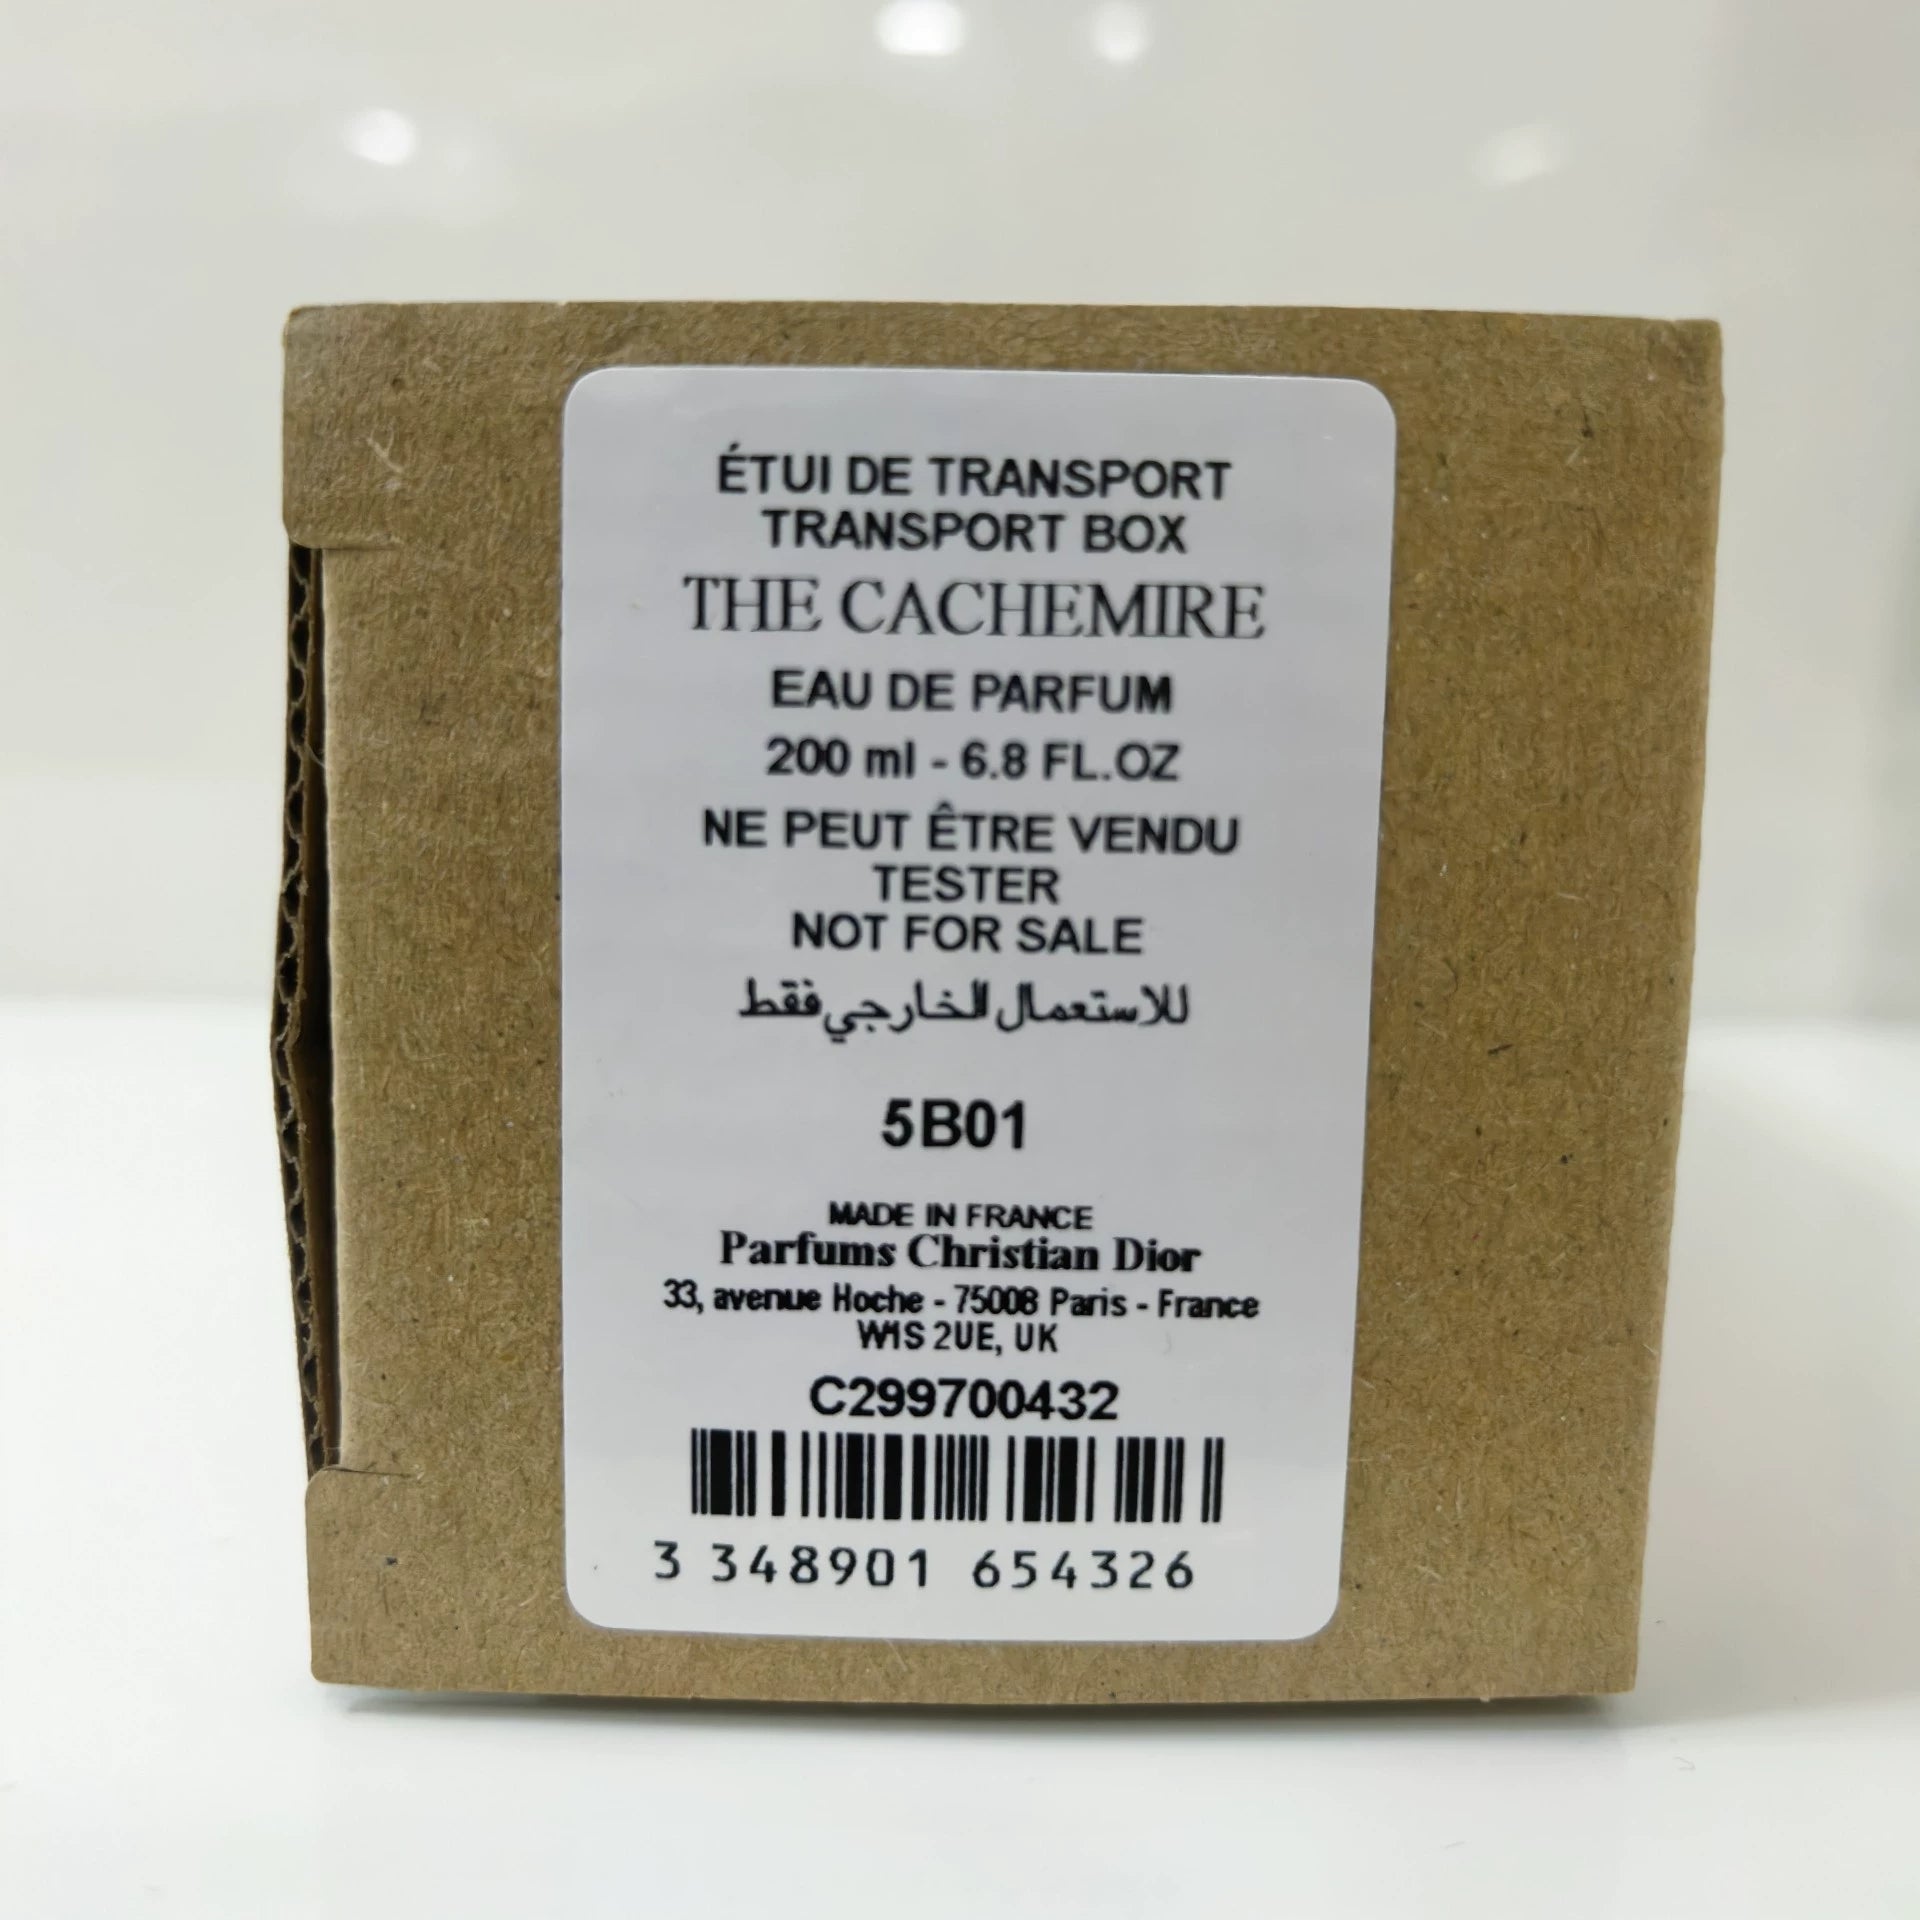 ÉTUI DE TRANSPORT
TRANSPORT BOX
THE CACHEMIRE
EAU DE PARFUM
200 ml - 6.8 FL.OZ
NE PEUT ÊTRE VENDU
TESTER
NOT FOR SALE
للاستعمال الخارجي فقط
5B01
MADE IN FRANCE
Parfums Christian Dior
33, avenue Hoche - 75008 Paris - France
W1S 2UE, UK
C299700432
3 348901 654326